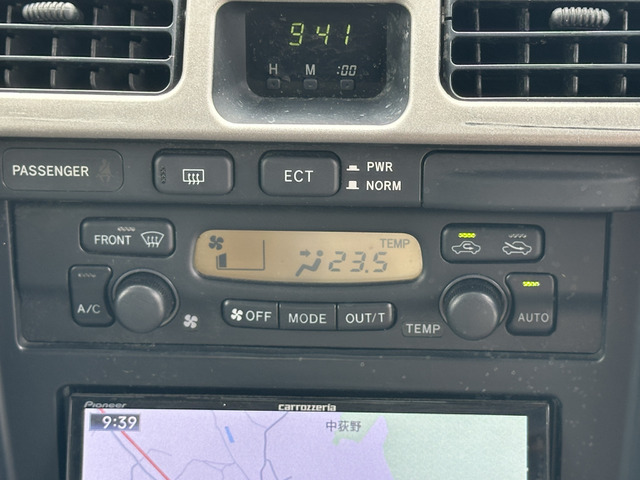 9:41
H M :00
PASSENGER
ECT
PWR
NORM
FRONT
TEMP
23.5
A/C
OFF
MODE
OUT/T
TEMP
AUTO
Pioneer
carrozzeria
9:39
中荻野